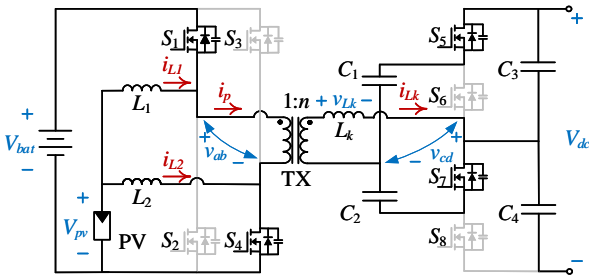 S1
S3
iL1
L1
ip
1:n
+ vLk −
iLk
Lk
C1
S5
S6
C3
+
+
Vbat
−
+
vab
−
TX
−
vcd
+
Vdc
iL2
L2
S7
C2
C4
+
Vpv
−
PV
S2
S4
S8
−